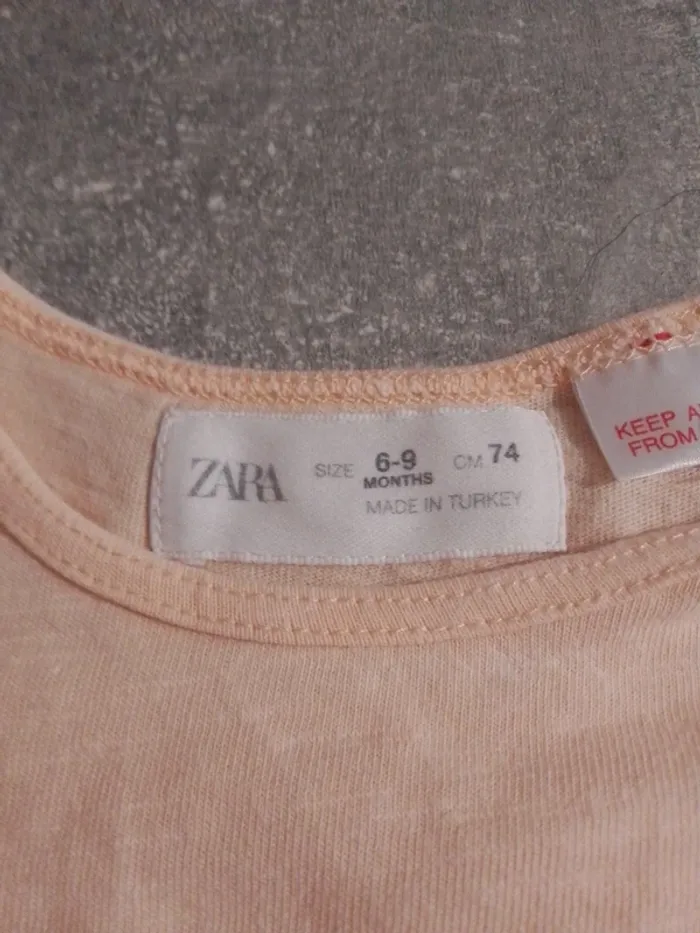 ZARA
SIZE 6-9 MONTHS CM 74
MADE IN TURKEY
KEEP
FROM